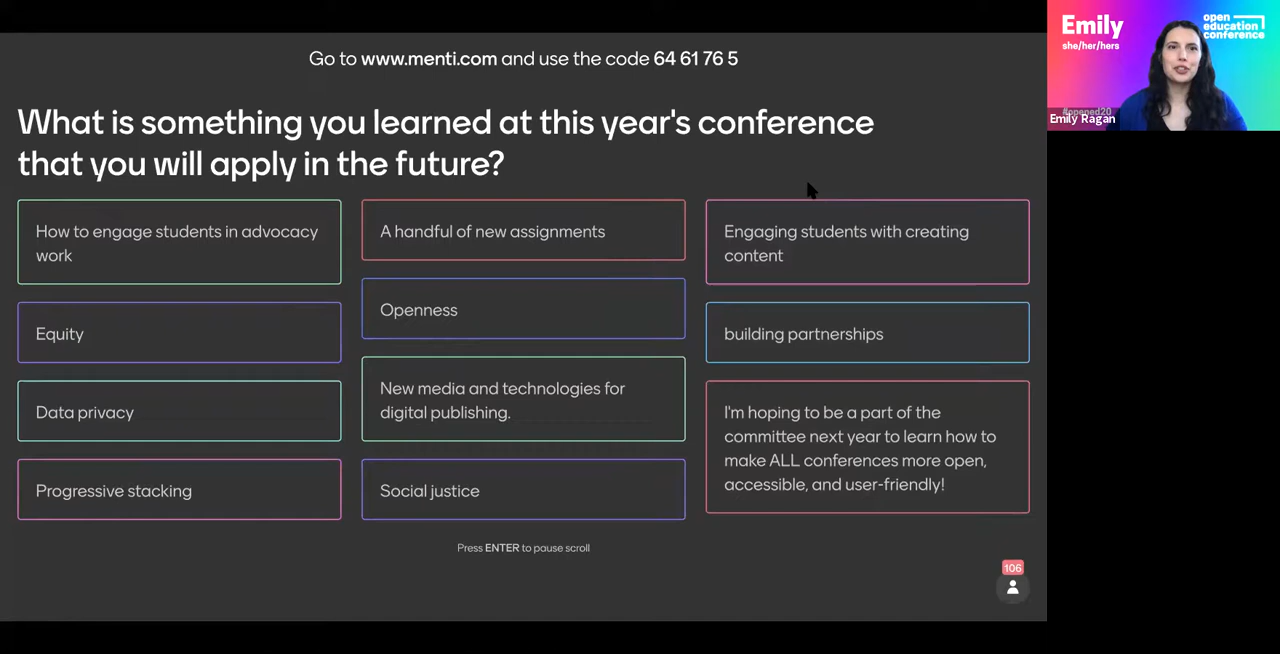 Go to www.menti.com and use the code 64 61 76 5
What is something you learned at this year's conference
that you will apply in the future?
How to engage students in advocacy
work
Equity
Data privacy
Progressive stacking
A handful of new assignments
Openness
New media and technologies for
digital publishing.
Social justice
Engaging students with creating
content
building partnerships
I'm hoping to be a part of the
committee next year to learn how to
make ALL conferences more open,
accessible, and user-friendly!
Press ENTER to pause scroll
106
Emily
she/her/hers
open
education
conference
#opened20
Emily Ragan